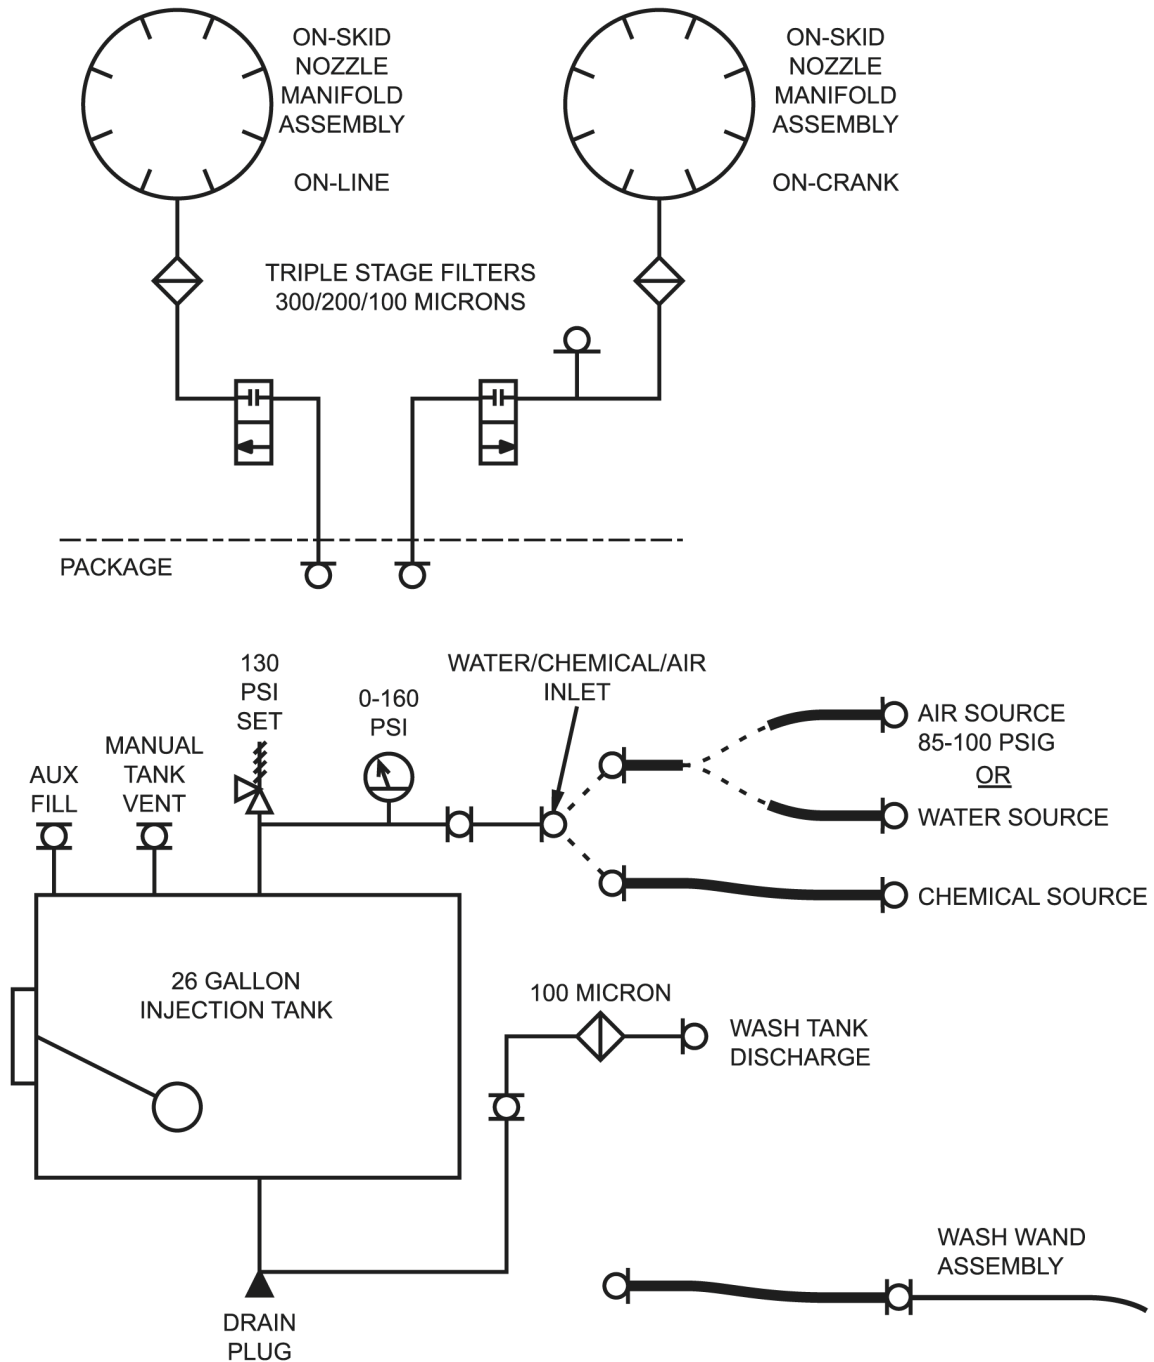 ON-SKID
NOZZLE
MANIFOLD
ASSEMBLY
ON-LINE
ON-SKID
NOZZLE
MANIFOLD
ASSEMBLY
ON-CRANK
TRIPLE STAGE FILTERS
300/200/100 MICRONS
PACKAGE
130
PSI
SET
0-160
PSI
WATER/CHEMICAL/AIR
INLET
MANUAL
TANK
VENT
AUX
FILL
AIR SOURCE
85-100 PSIG
OR
WATER SOURCE
CHEMICAL SOURCE
26 GALLON
INJECTION TANK
100 MICRON
WASH TANK
DISCHARGE
DRAIN
PLUG
WASH WAND
ASSEMBLY